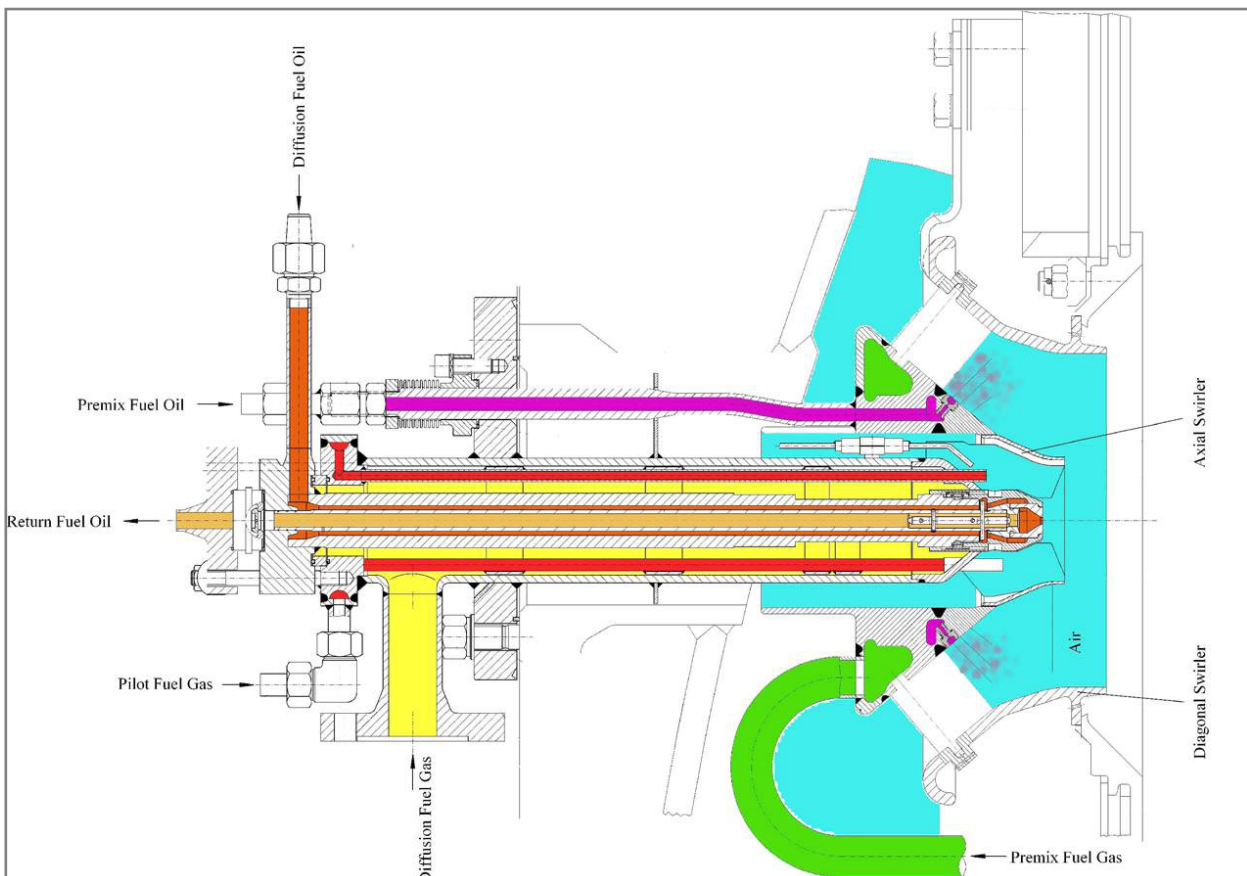 Diffusion Fuel Oil
Premix Fuel Oil
Axial Swirler
Return Fuel Oil
Air
Pilot Fuel Gas
Diagonal Swirler
Diffusion Fuel Gas
Premix Fuel Gas